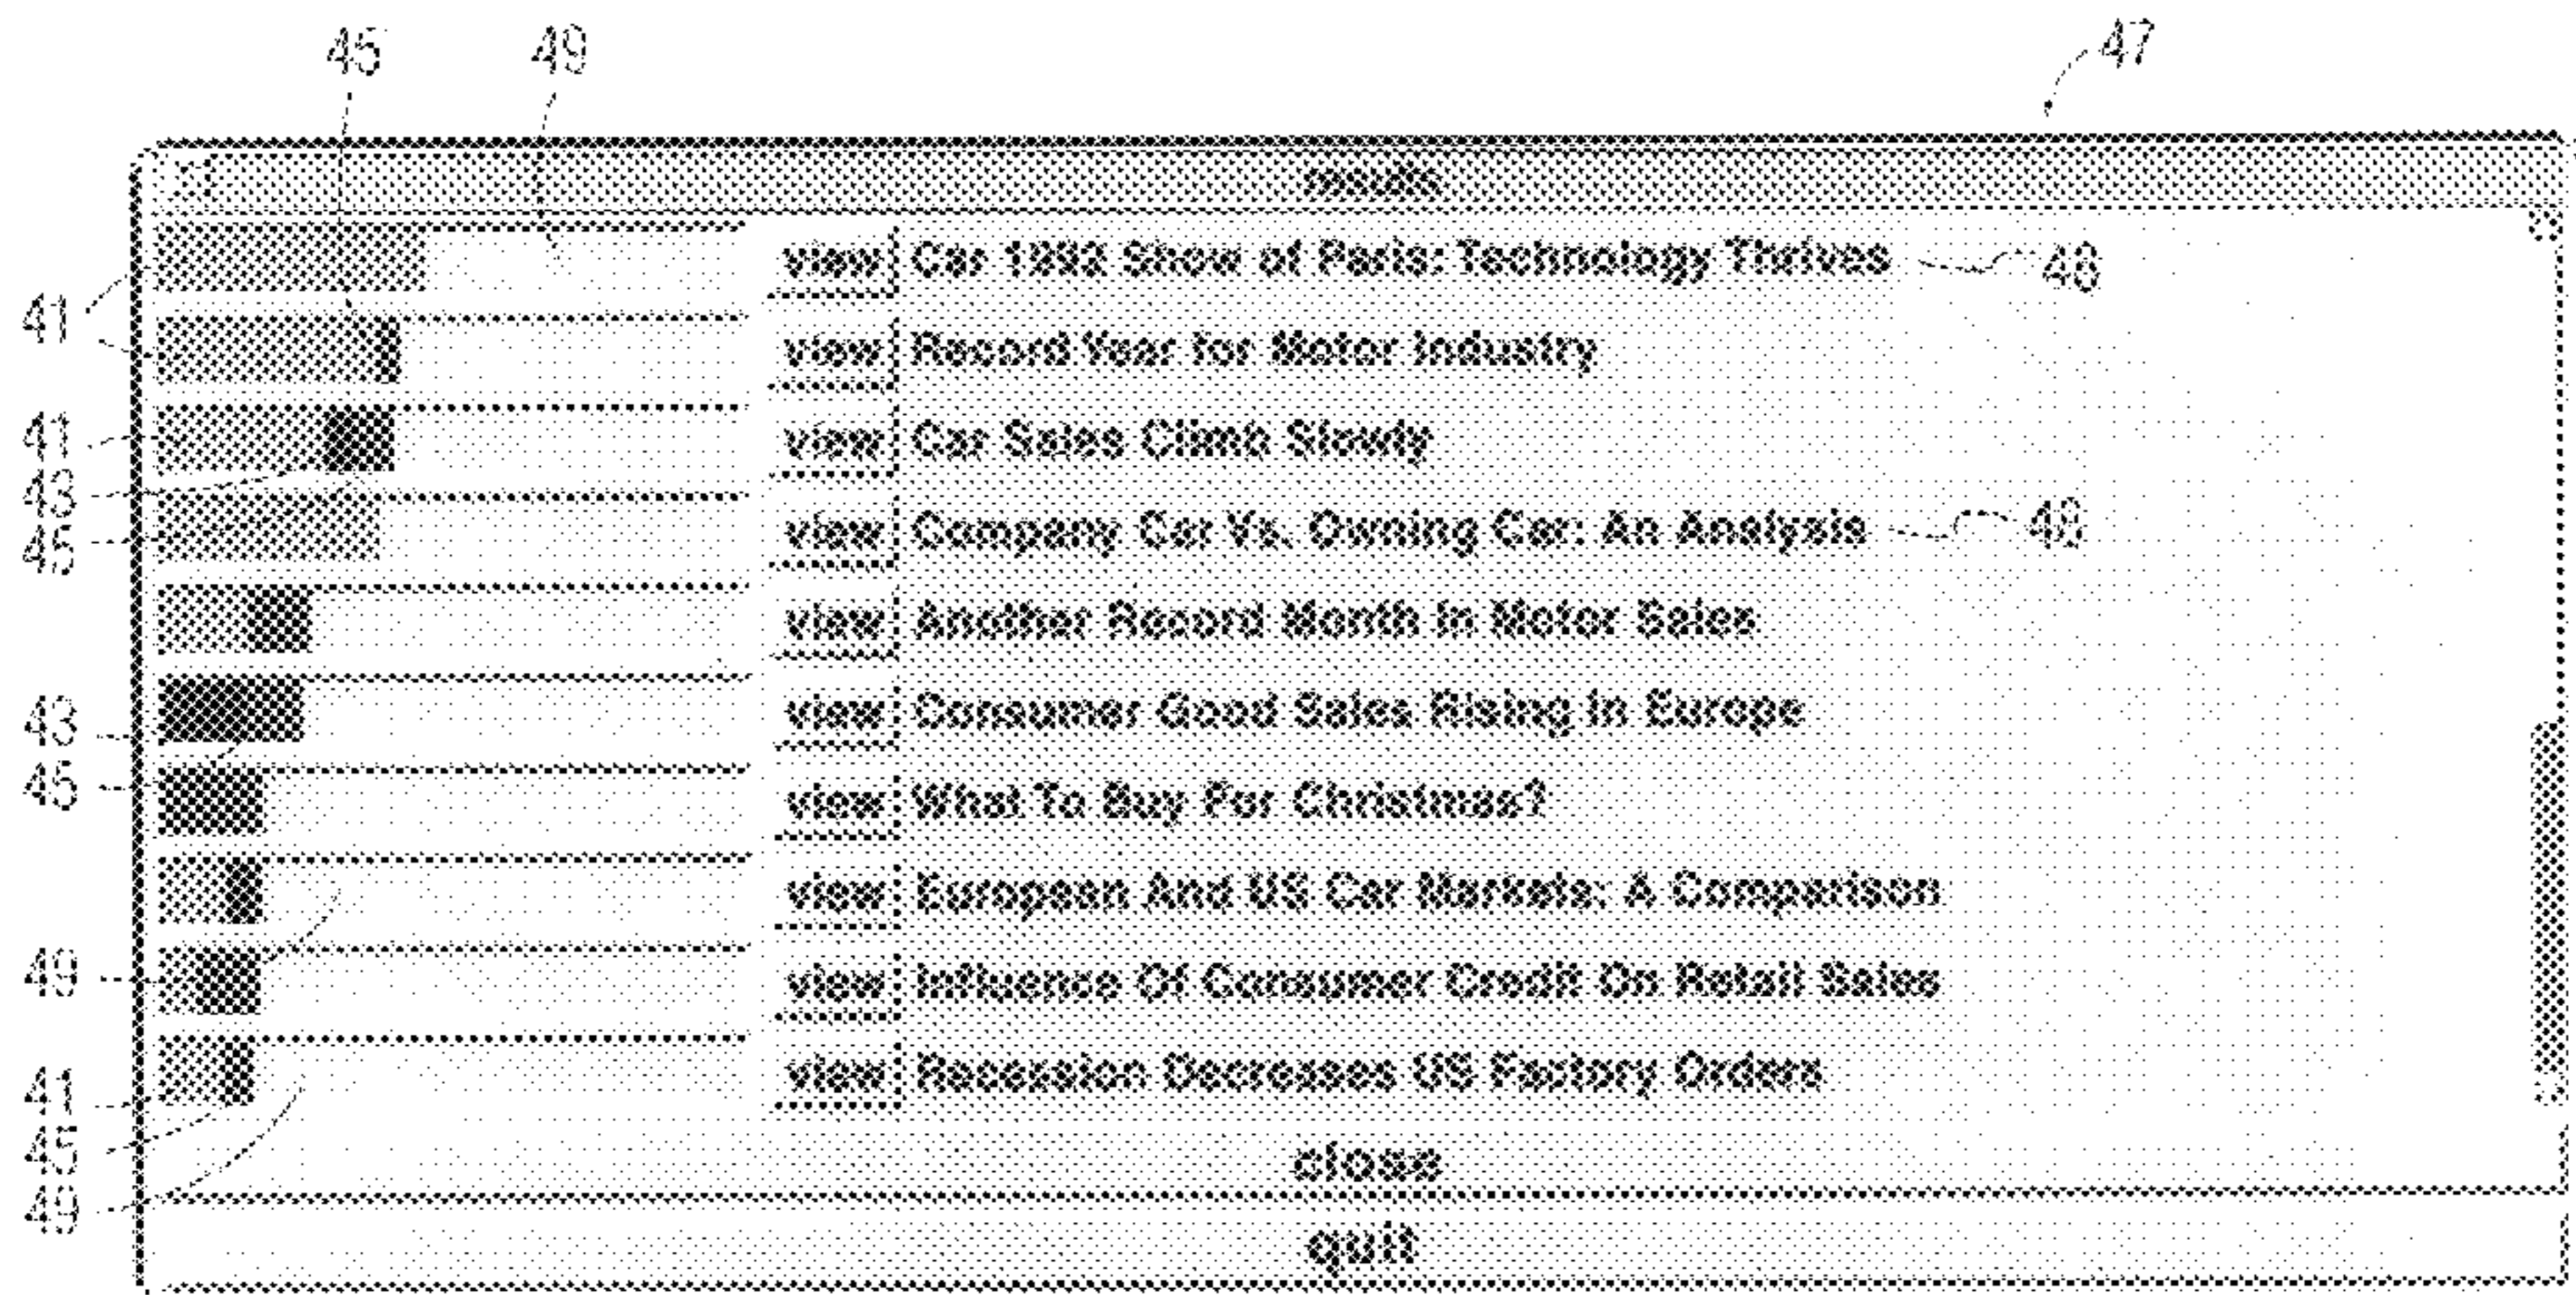 45 49 47
results
view Car 1992 Show of Paris: Technology Thrives 48
41
view Record Year for Motor Industry
41 view Car Sales Climb Slowly
43
45 view Company Car Vs. Owning Car: An Analysis 48
view Another Record Month In Motor Sales
43 view Consumer Good Sales Rising In Europe
45 view What To Buy For Christmas?
view European And US Car Markets: A Comparison
49 view Influence Of Consumer Credit On Retail Sales
41 view Recession Decreases US Factory Orders
45 close
49
quit